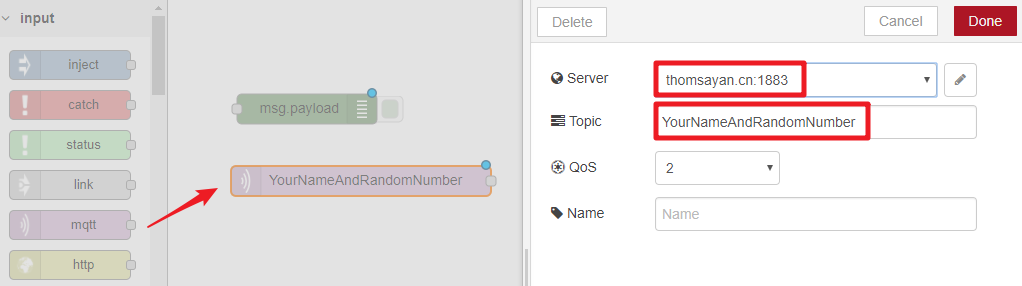 input
inject
catch
status
link
mqtt
http
msg.payload
YourNameAndRandomNumber
Delete
Cancel
Done
Server
thomsayan.cn:1883
Topic
YourNameAndRandomNumber
QoS
2
Name
Name